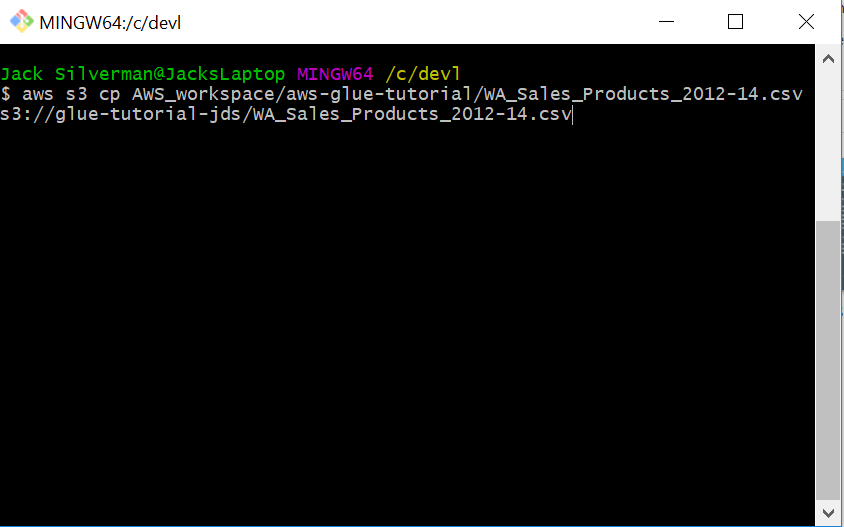 MINGW64:/c/devl
Jack Silverman@JacksLaptop MINGW64 /c/devl
$ aws s3 cp AWS_workspace/aws-glue-tutorial/WA_Sales_Products_2012-14.csv
s3://glue-tutorial-jds/WA_Sales_Products_2012-14.csv